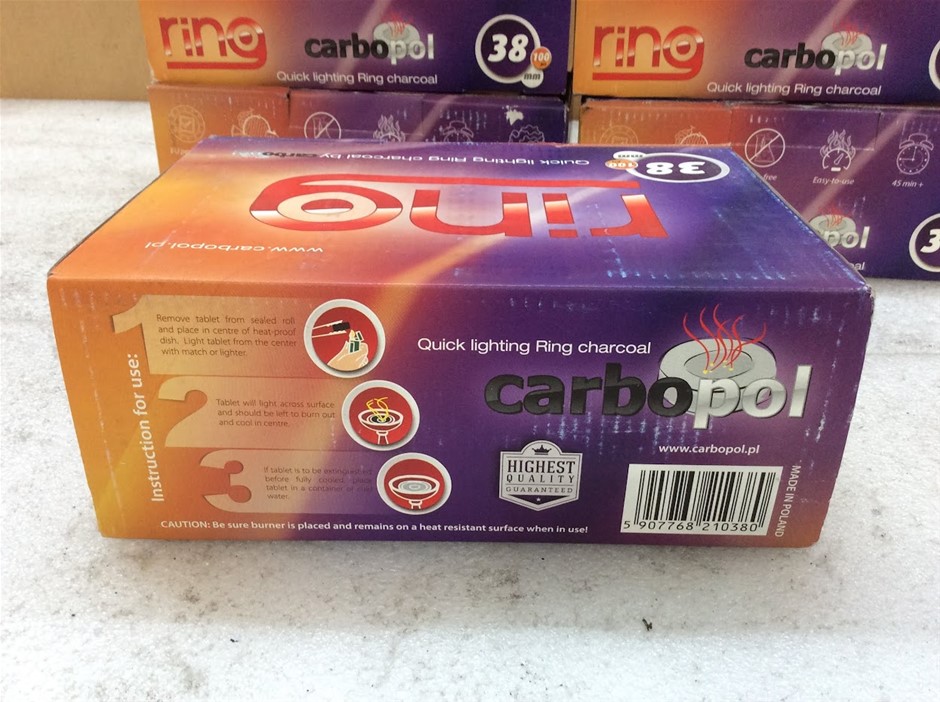 ring
carbopol
38
100
mm
Quick lighting Ring charcoal
ring
carbopol
Quick lighting Ring charcoal
free
Easy-to-use
45 min +
pol
3
Quick lighting Ring charcoal by carbopol
100
38
ring
www.carbopol.pl
Instruction for use:
1
Remove tablet from sealed roll
and place in centre of heat-proof
dish. Light tablet from the center
with match or lighter.
2
Tablet will light across surface
and should be left to burn out
and cool in centre.
3
If tablet is to be extinguished
before fully cooled, place
tablet in a container of
water.
CAUTION: Be sure burner is placed and remains on a heat resistant surface when in use!
Quick lighting Ring charcoal
carbopol
www.carbopol.pl
HIGHEST
QUALITY
GUARANTEED
5 907768 210380
MADE IN POLAND